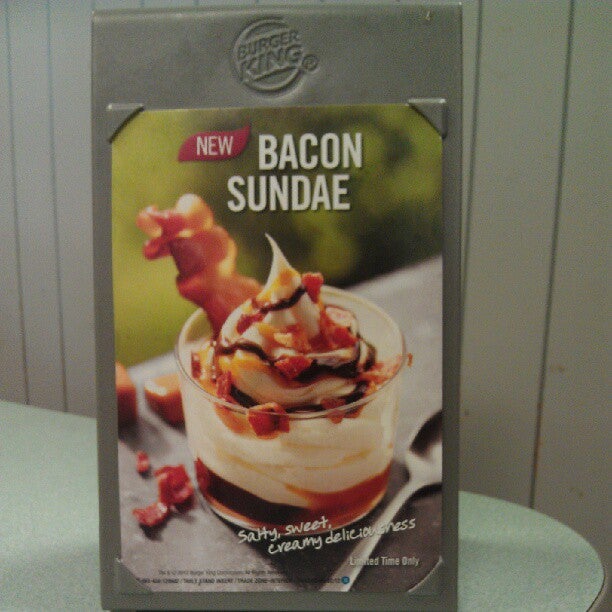 BURGER
KING®
NEW
BACON
SUNDAE
Salty, sweet,
creamy deliciousness
Limited Time Only